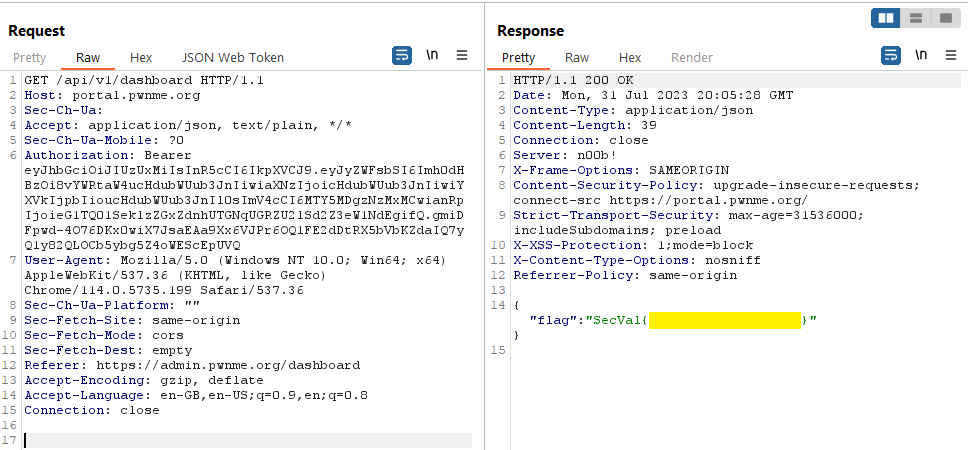 Request
Pretty Raw Hex JSON Web Token \n
1 GET /api/v1/dashboard HTTP/1.1
2 Host: portal.pwnme.org
3 Sec-Ch-Ua:
4 Accept: application/json, text/plain, */*
5 Sec-Ch-Ua-Mobile: ?0
6 Authorization: Bearer
eyJhbGciOiJIUzUxMiIsInR5cCI6IkpXVCJ9.eyJyZWFsbSI6Imh0dH
BzOi8vYWRtaW4ucHdubWUub3JnIiwiaXNzIjoicHdubWUub3JnIiwiY
XVkIjpbIioucHdubWUub3JnIl0sImV4cCI6MTY5MDgzNzMxMCwianRp
IjoieG1TQ01SeklzZGxZdnhUTGNqUGRZU21Sd2Z3eW1NdEgifQ.gmiD
Fpwd-4O76DKx0wiX7JsaEAa9Xx6VJPr6OQ1FE2dDtRX5bVbKZdaIQ7y
Q1y82QLOCb5ybg5Z4oWEScEpUVQ
7 User-Agent: Mozilla/5.0 (Windows NT 10.0; Win64; x64)
AppleWebKit/537.36 (KHTML, like Gecko)
Chrome/114.0.5735.199 Safari/537.36
8 Sec-Ch-Ua-Platform: ""
9 Sec-Fetch-Site: same-origin
10 Sec-Fetch-Mode: cors
11 Sec-Fetch-Dest: empty
12 Referer: https://admin.pwnme.org/dashboard
13 Accept-Encoding: gzip, deflate
14 Accept-Language: en-GB,en-US;q=0.9,en;q=0.8
15 Connection: close
16
17
Response
Pretty Raw Hex Render \n
1 HTTP/1.1 200 OK
2 Date: Mon, 31 Jul 2023 20:05:28 GMT
3 Content-Type: application/json
4 Content-Length: 39
5 Connection: close
6 Server: n00b!
7 X-Frame-Options: SAMEORIGIN
8 Content-Security-Policy: upgrade-insecure-requests;
connect-src https://portal.pwnme.org/
9 Strict-Transport-Security: max-age=31536000;
includeSubdomains; preload
10 X-XSS-Protection: 1;mode=block
11 X-Content-Type-Options: nosniff
12 Referrer-Policy: same-origin
13
14 {
"flag":"SecVal{ }"
}
15